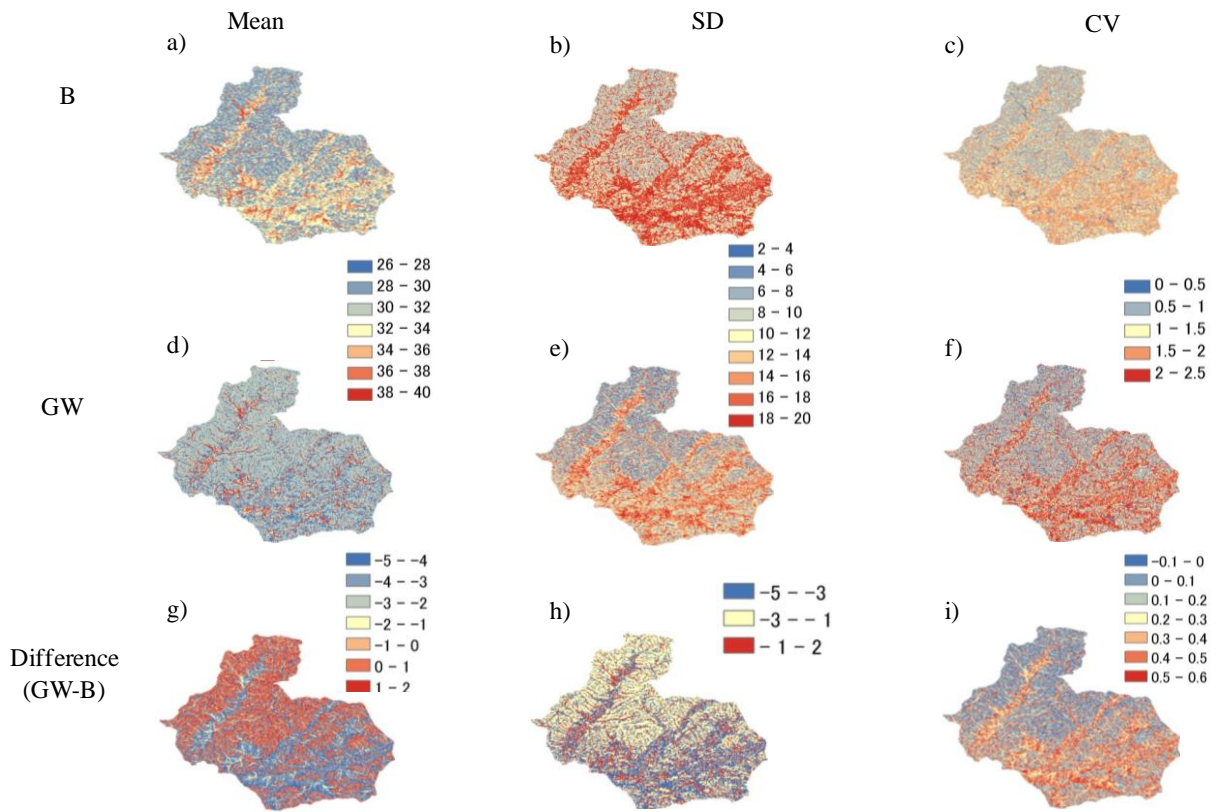 Mean SD CV
a) b) c)
B
26 – 28
28 – 30
30 – 32
32 – 34
34 – 36
36 – 38
38 – 40
2 – 4
4 – 6
6 – 8
8 – 10
10 – 12
12 – 14
14 – 16
16 – 18
18 – 20
0 – 0.5
0.5 – 1
1 – 1.5
1.5 – 2
2 – 2.5
d) e) f)
GW
-5 – -4
-4 – -3
-3 – -2
-2 – -1
-1 – 0
0 – 1
1 – 2
-5 – -3
-3 – -1
-1 – 2
-0.1 – 0
0 – 0.1
0.1 – 0.2
0.2 – 0.3
0.3 – 0.4
0.4 – 0.5
0.5 – 0.6
g) h) i)
Difference
(GW-B)